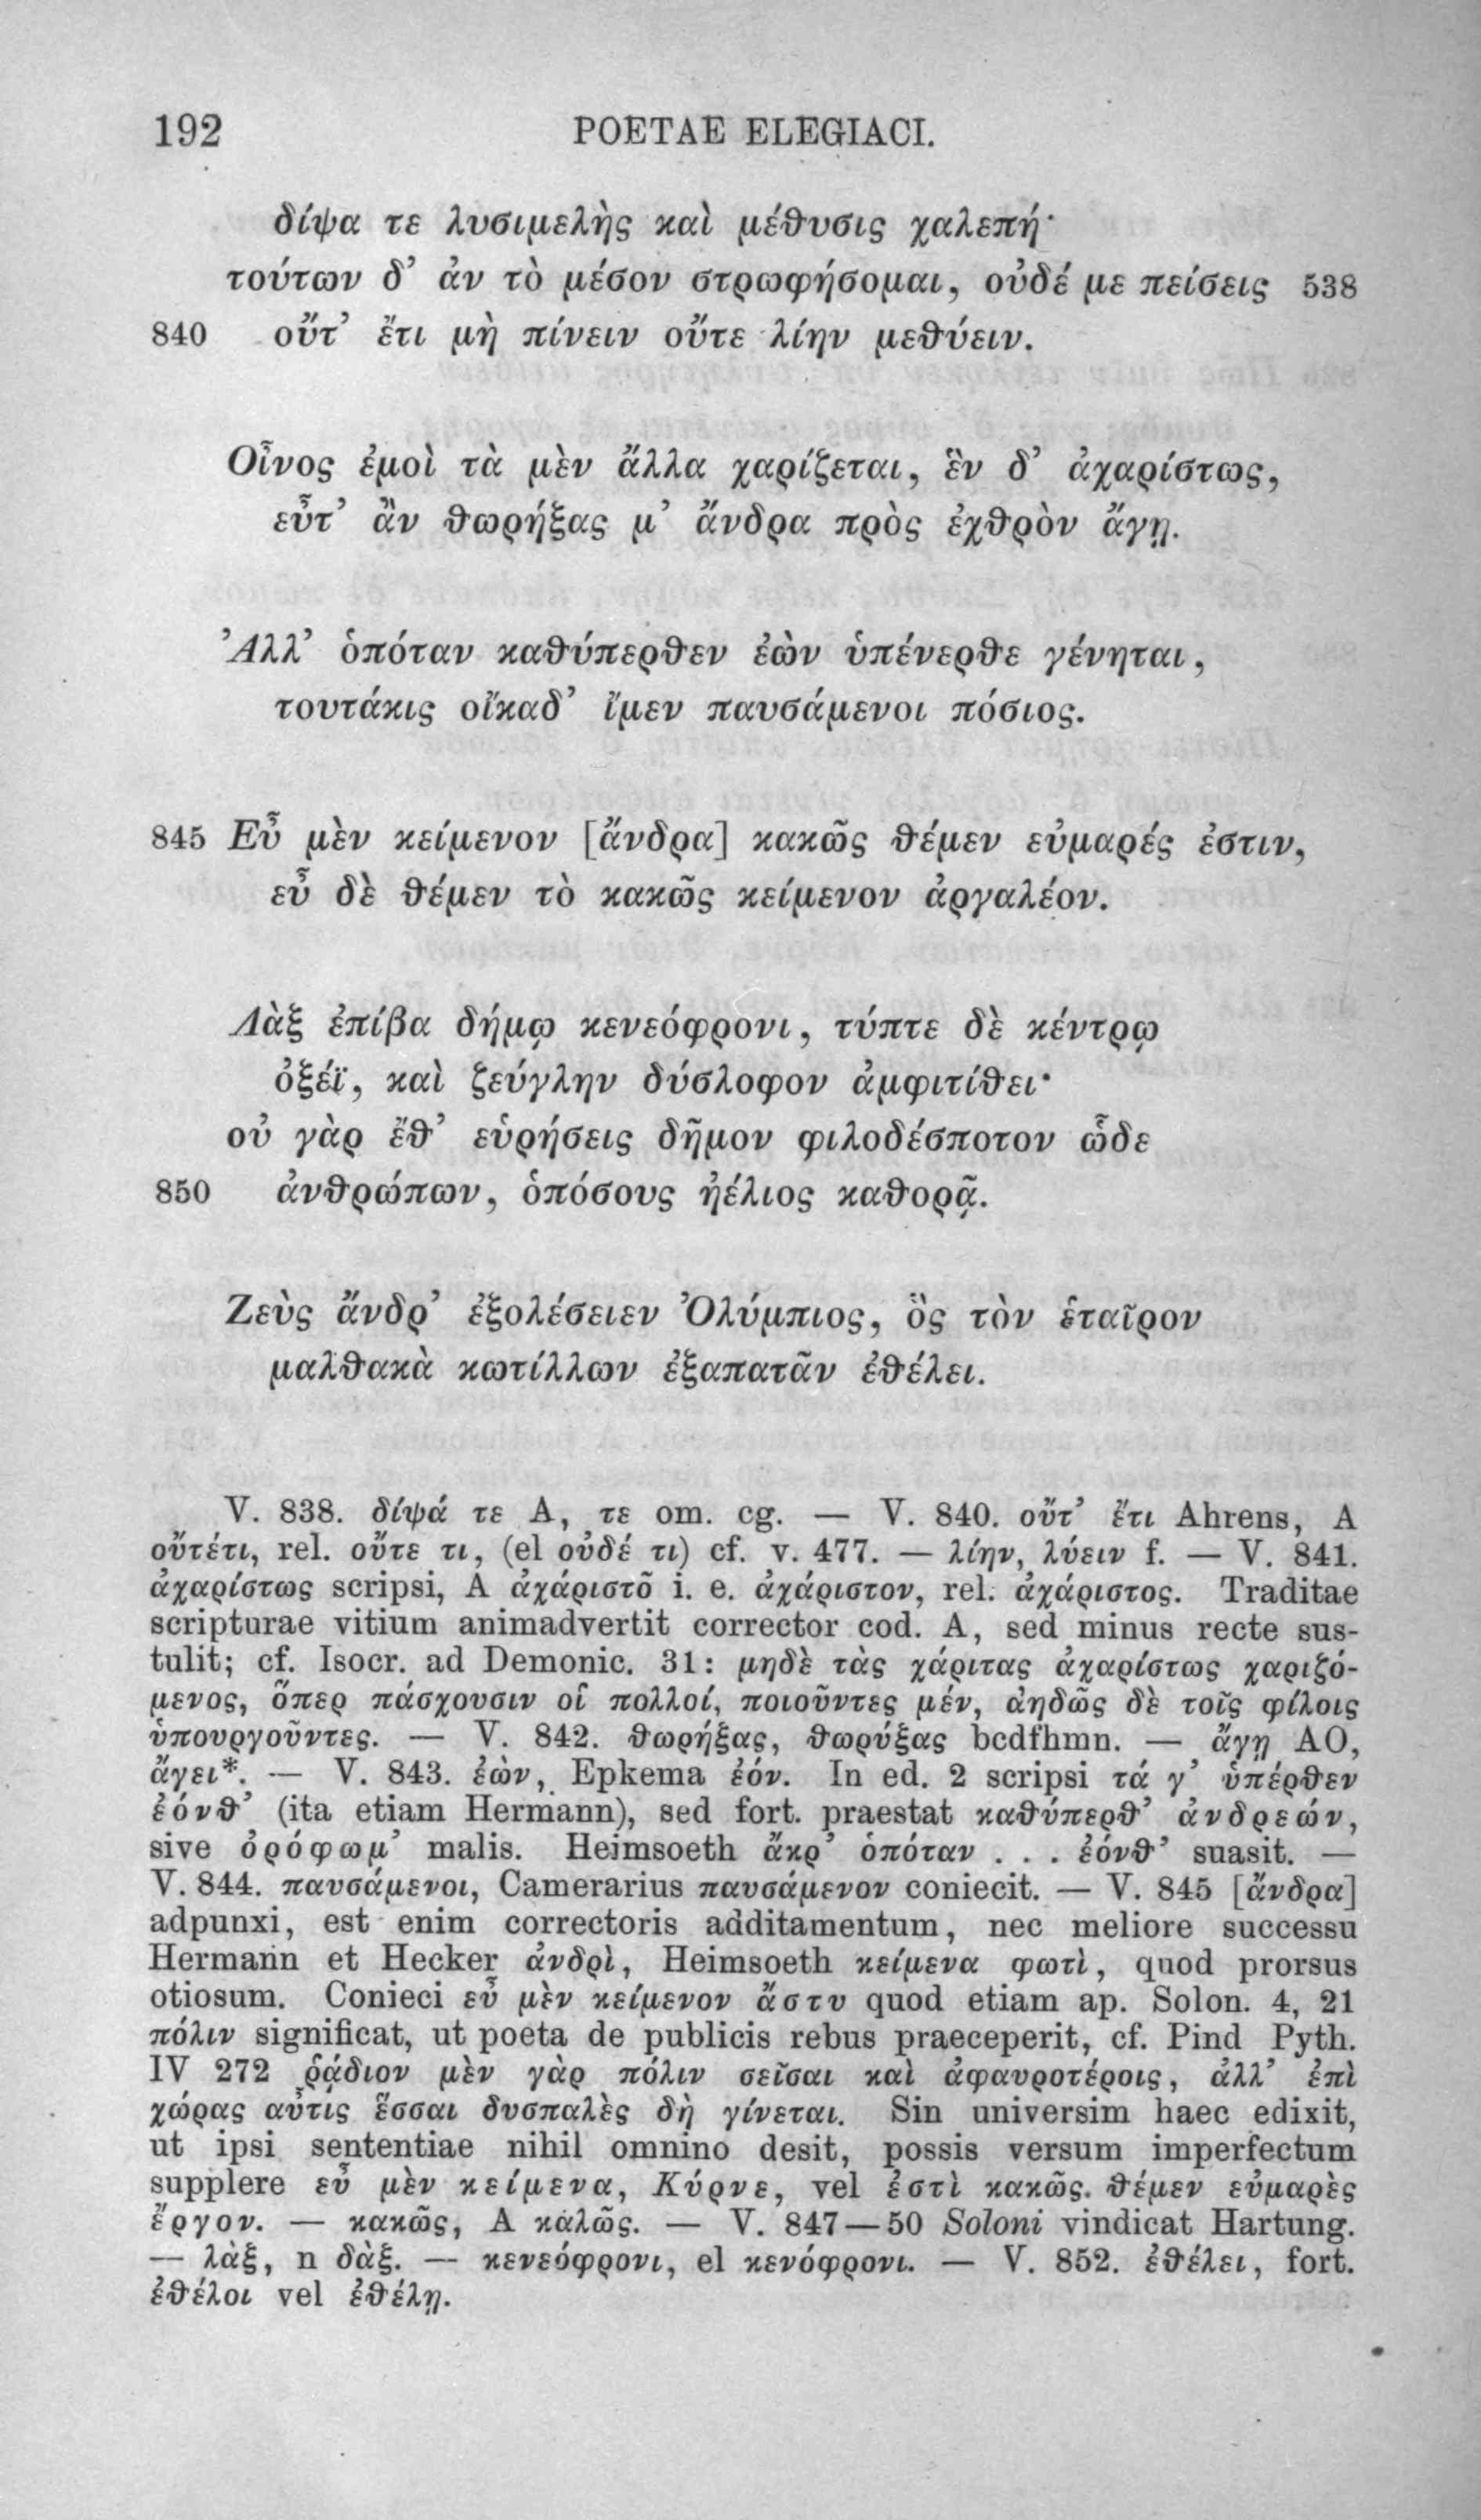 192 POETAE ELEGIACI.
δίψα τε λυσιμελὴς καὶ μέθυσις χαλεπή·
τούτων δ’ ἀν τὸ μέσον στρωφήσομαι, οὐδέ με πείσεις 538
840 οὔτ’ ἔτι μὴ πίνειν οὔτε λίην μεθύειν.
Οἶνος ἐμοὶ τὰ μὲν ἄλλα χαρίζεται, ἓν δ’ ἀχαρίστως,
εὖτ’ ἂν θωρήξας μ’ ἄνδρα πρὸς ἐχθρὸν ἄγῃ.
Ἀλλ’ ὁπόταν καθύπερθεν ἐὼν ὑπένερθε γένηται,
τουτάκις οἴκαδ’ ἴμεν παυσάμενοι πόσιος.
845 Εὖ μὲν κείμενον [ἄνδρα] κακῶς θέμεν εὐμαρές ἐστιν,
εὖ δὲ θέμεν τὸ κακῶς κείμενον ἀργαλέον.
Λὰξ ἐπίβα δήμῳ κενεόφρονι, τύπτε δὲ κέντρῳ
ὀξέϊ, καὶ ζεύγλην δύσλοφον ἀμφιτίθει·
οὐ γὰρ ἔθ’ εὑρήσεις δῆμον φιλοδέσποτον ὧδε
850 ἀνθρώπων, ὁπόσους ἠέλιος καθορᾷ.
Ζεὺς ἄνδρ’ ἐξολέσειεν Ὀλύμπιος, ὃς τὸν ἑταῖρον
μαλθακὰ κωτίλλων ἐξαπατᾶν ἐθέλει.
V. 838. δίψά τε A, τε om. cg. — V. 840. οὔτ’ ἔτι Ahrens, A
οὔτέτι, rel. οὔτε τι, (el οὐδέ τι) cf. v. 477. — λίην, λύειν f. — V. 841.
ἀχαρίστως scripsi, A ἀχάριστο͂ i. e. ἀχάριστον, rel. ἀχάριστος. Traditae
scripturae vitium animadvertit corrector cod. A, sed minus recte sus-
tulit; cf. Isocr. ad Demonic. 31: μηδὲ τὰς χάριτας ἀχαρίστως χαριζό-
μενος, ὅπερ πάσχουσιν οἱ πολλοί, ποιοῦντες μέν, ἀηδῶς δὲ τοῖς φίλοις
ὑπουργοῦντες. — V. 842. θωρήξας, θωρύξας bcdfhmn. — ἄγῃ AO,
ἄγει*. — V. 843. ἐὼν, Epkema ἐόν. In ed. 2 scripsi τά γ’ ὑπέρθεν
ἐόνθ’ (ita etiam Hermann), sed fort. praestat καθύπερθ’ ἀνδρεών,
sive ὀρόφωμ’ malis. Heimsoeth ἄκρ’ ὁπόταν . . . ἐόνθ’ suasit. —
V. 844. παυσάμενοι, Camerarius παυσάμενον coniecit. — V. 845 [ἄνδρα]
adpunxi, est enim correctoris additamentum, nec meliore successu
Hermann et Hecker ἀνδρὶ, Heimsoeth κείμενα φωτὶ, quod prorsus
otiosum. Conieci εὖ μὲν κείμενον ἄστυ quod etiam ap. Solon. 4, 21
πόλιν significat, ut poeta de publicis rebus praeceperit, cf. Pind Pyth.
IV 272 ῥᾴδιον μὲν γὰρ πόλιν σεῖσαι καὶ ἀφαυροτέροις, ἀλλ’ ἐπὶ
χώρας αὖτις ἕσσαι δυσπαλὲς δὴ γίνεται. Sin universim haec edixit,
ut ipsi sententiae nihil omnino desit, possis versum imperfectum
supplere εὖ μὲν κείμενα, Κύρνε, vel ἐστὶ κακῶς. θέμεν εὐμαρὲς
ἔργον. — κακῶς, A καλῶς. — V. 847—50 Soloni vindicat Hartung.
— λὰξ, n δὰξ. — κενεόφρονι, el κενόφρονι. — V. 852. ἐθέλει, fort.
ἐθέλοι vel ἐθέλῃ.